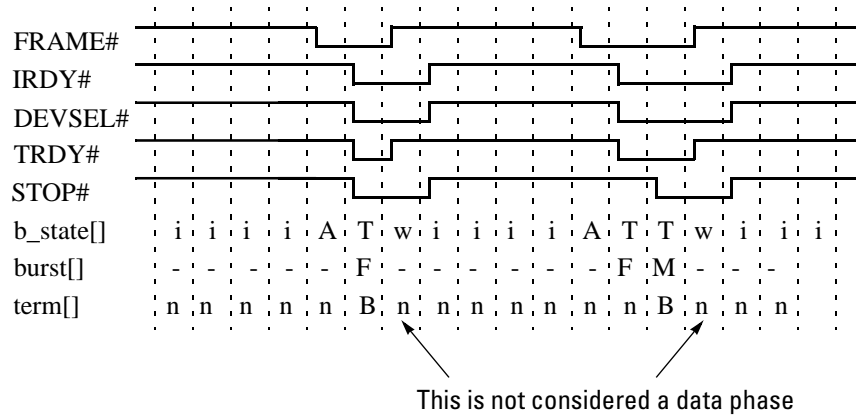 FRAME#
IRDY#
DEVSEL#
TRDY#
STOP#
b_state[] i i i i A T w i i i i A T T w i i i
burst[] - - - - - F - - - - - - F M - - -
term[] n n n n n B n n n n n n n B n n n
This is not considered a data phase